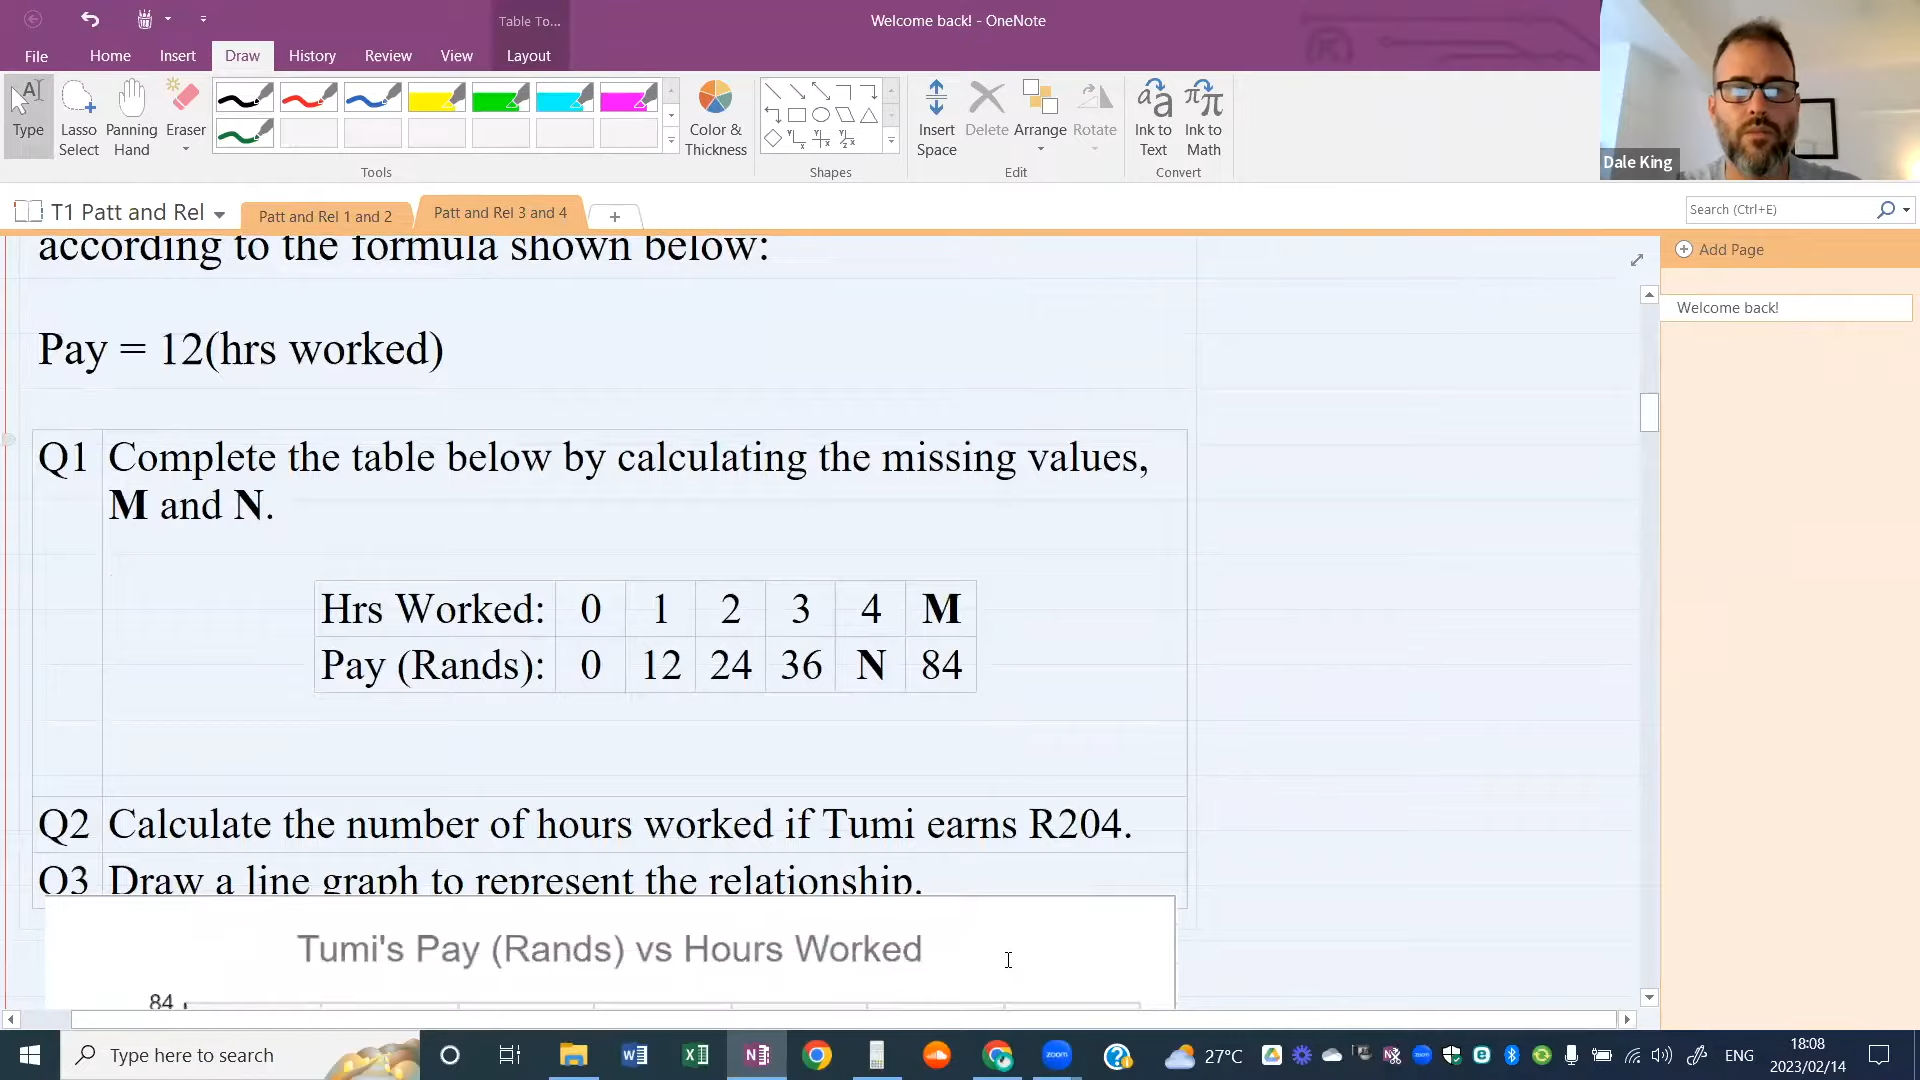 Table To...
Welcome back! - OneNote
File
Home
Insert
Draw
History
Review
View
Layout
Type
Lasso
Select
Panning
Hand
Eraser
Color &
Thickness
Insert
Space
Delete
Arrange
Rotate
Ink to
Text
Ink to
Math
Tools
Shapes
Edit
Convert
Dale King
T1 Patt and Rel
Patt and Rel 1 and 2
Patt and Rel 3 and 4
Search (Ctrl+E)
Add Page
Welcome back!
according to the formula shown below:
Pay = 12(hrs worked)
Q1 Complete the table below by calculating the missing values,
M and N.
Hrs Worked: 0 1 2 3 4 M
Pay (Rands): 0 12 24 36 N 84
Q2 Calculate the number of hours worked if Tumi earns R204.
Q3 Draw a line graph to represent the relationship.
Tumi's Pay (Rands) vs Hours Worked
84
Type here to search
zoom
27°C
ENG
18:08
2023/02/14